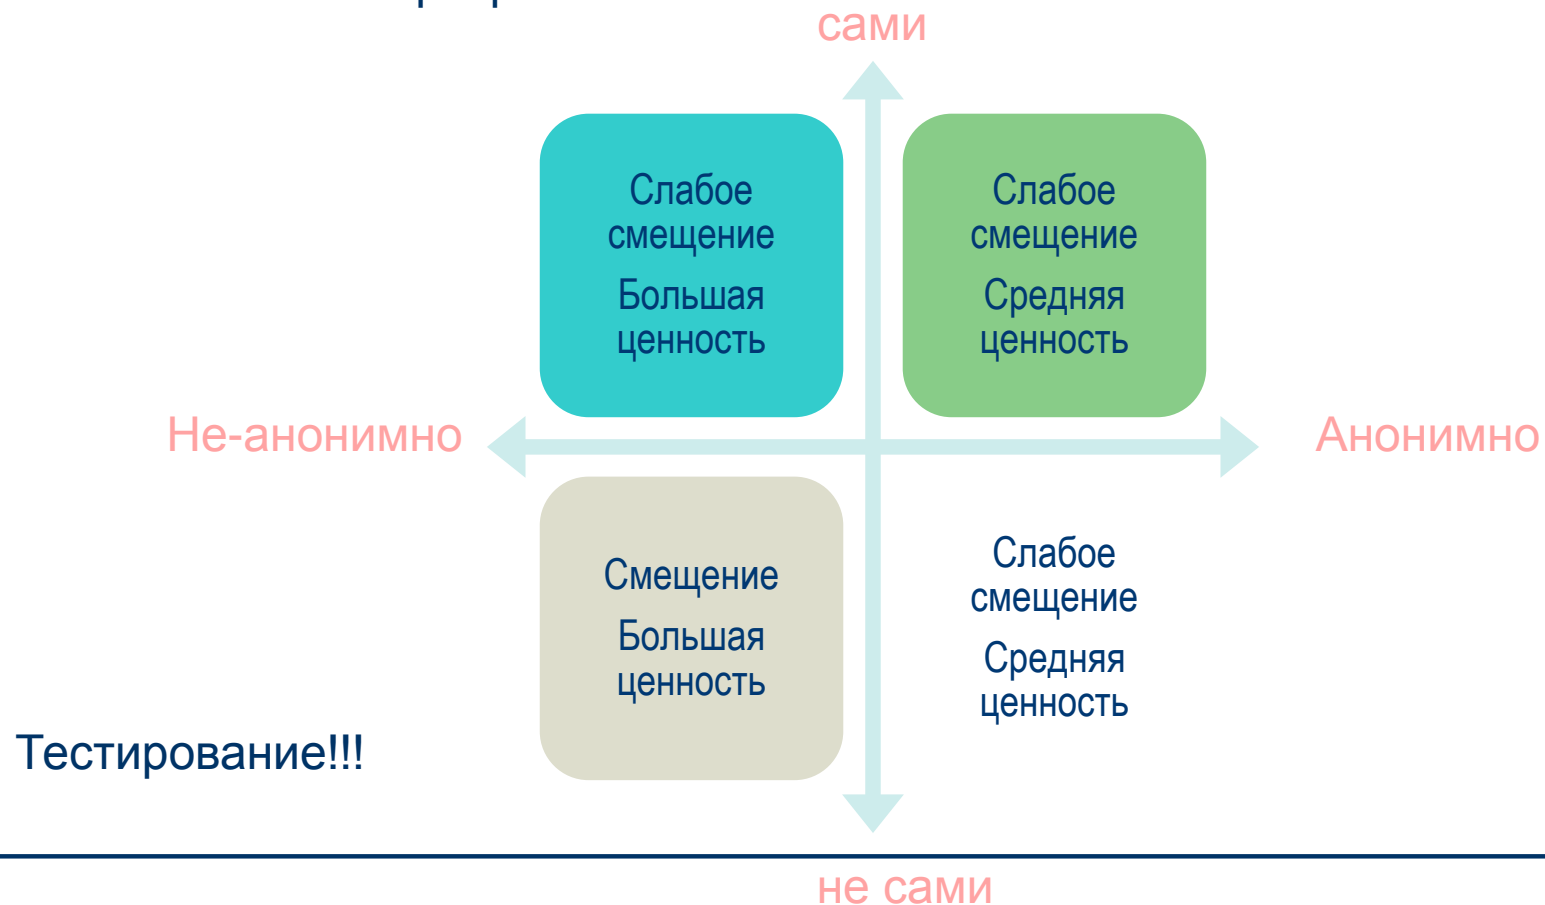 сами
Слабое
смещение
Большая
ценность
Слабое
смещение
Средняя
ценность
Не-анонимно
Анонимно
Смещение
Большая
ценность
Слабое
смещение
Средняя
ценность
Тестирование!!!
не сами